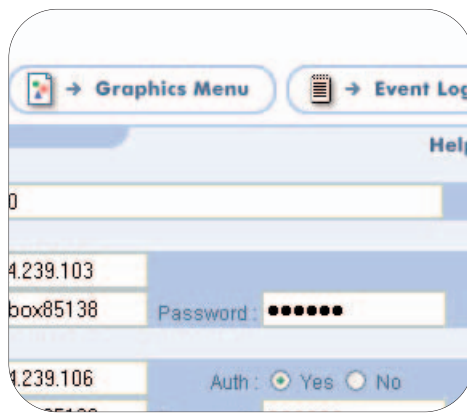 → Graphics Menu → Event Log
Help
0
4.239.103
box85138 Password : ●●●●●●
4.239.106 Auth : Yes No